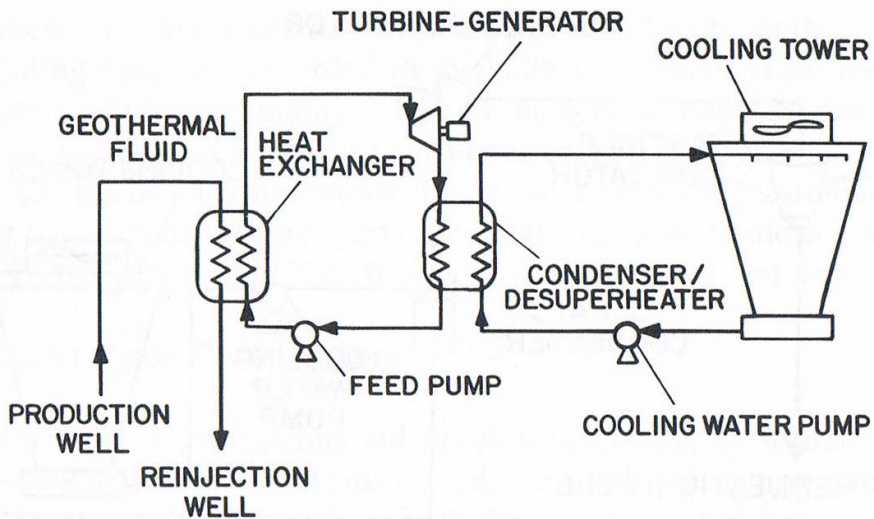 TURBINE-GENERATOR
COOLING TOWER
GEOTHERMAL
FLUID
HEAT
EXCHANGER
CONDENSER/
DESUPERHEATER
FEED PUMP
COOLING WATER PUMP
PRODUCTION
WELL
REINJECTION
WELL